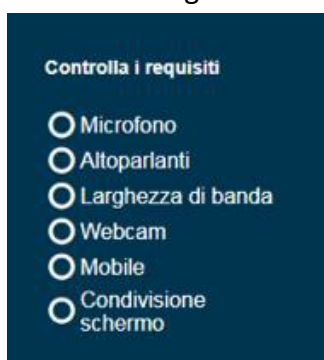 Controlla i requisiti
Microfono
Altoparlanti
Larghezza di banda
Webcam
Mobile
Condivisione
schermo